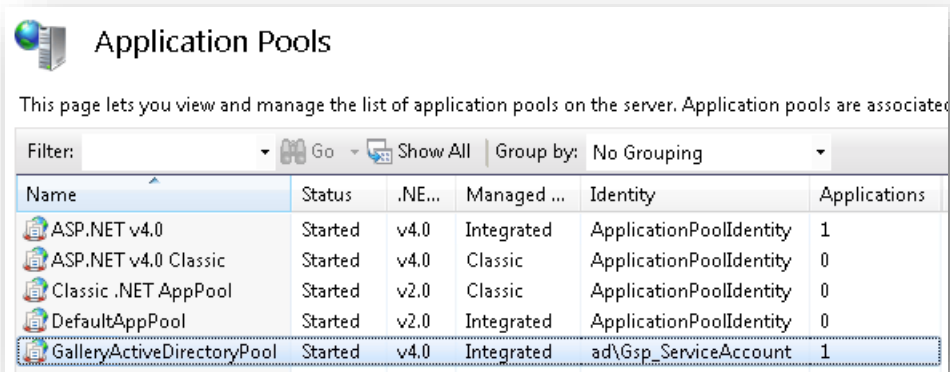 Application Pools
This page lets you view and manage the list of application pools on the server. Application pools are associated
Filter: Go Show All Group by: No Grouping
Name Status .NE... Managed ... Identity Applications
ASP.NET v4.0 Started v4.0 Integrated ApplicationPoolIdentity 1
ASP.NET v4.0 Classic Started v4.0 Classic ApplicationPoolIdentity 0
Classic .NET AppPool Started v2.0 Classic ApplicationPoolIdentity 0
DefaultAppPool Started v2.0 Integrated ApplicationPoolIdentity 0
GalleryActiveDirectoryPool Started v4.0 Integrated ad\Gsp_ServiceAccount 1